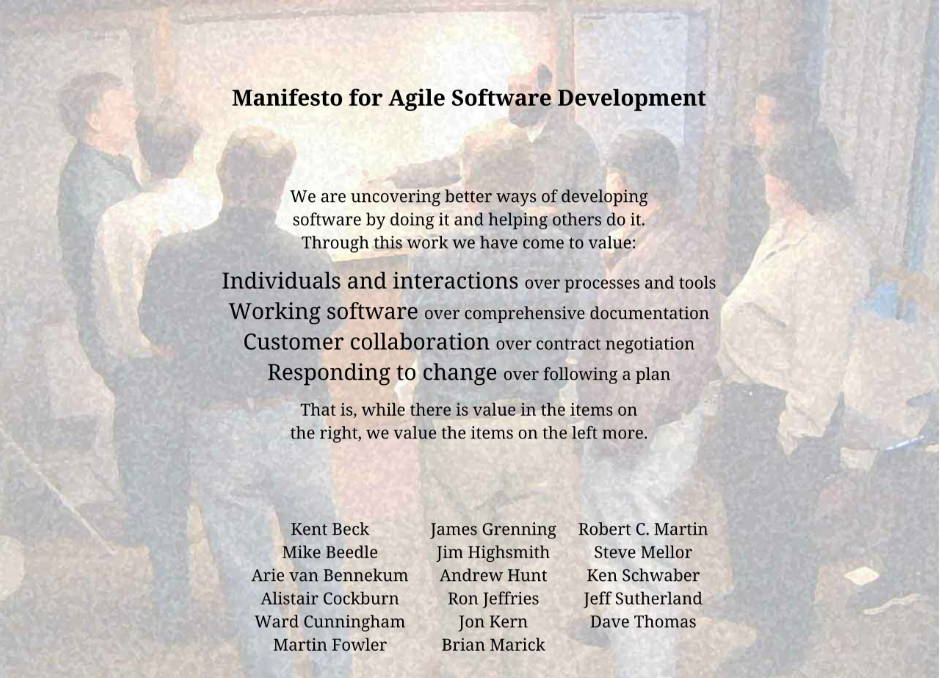 Manifesto for Agile Software Development
We are uncovering better ways of developing
software by doing it and helping others do it.
Through this work we have come to value:
Individuals and interactions over processes and tools
Working software over comprehensive documentation
Customer collaboration over contract negotiation
Responding to change over following a plan
That is, while there is value in the items on
the right, we value the items on the left more.
Kent Beck
Mike Beedle
Arie van Bennekum
Alistair Cockburn
Ward Cunningham
Martin Fowler
James Grenning
Jim Highsmith
Andrew Hunt
Ron Jeffries
Jon Kern
Brian Marick
Robert C. Martin
Steve Mellor
Ken Schwaber
Jeff Sutherland
Dave Thomas